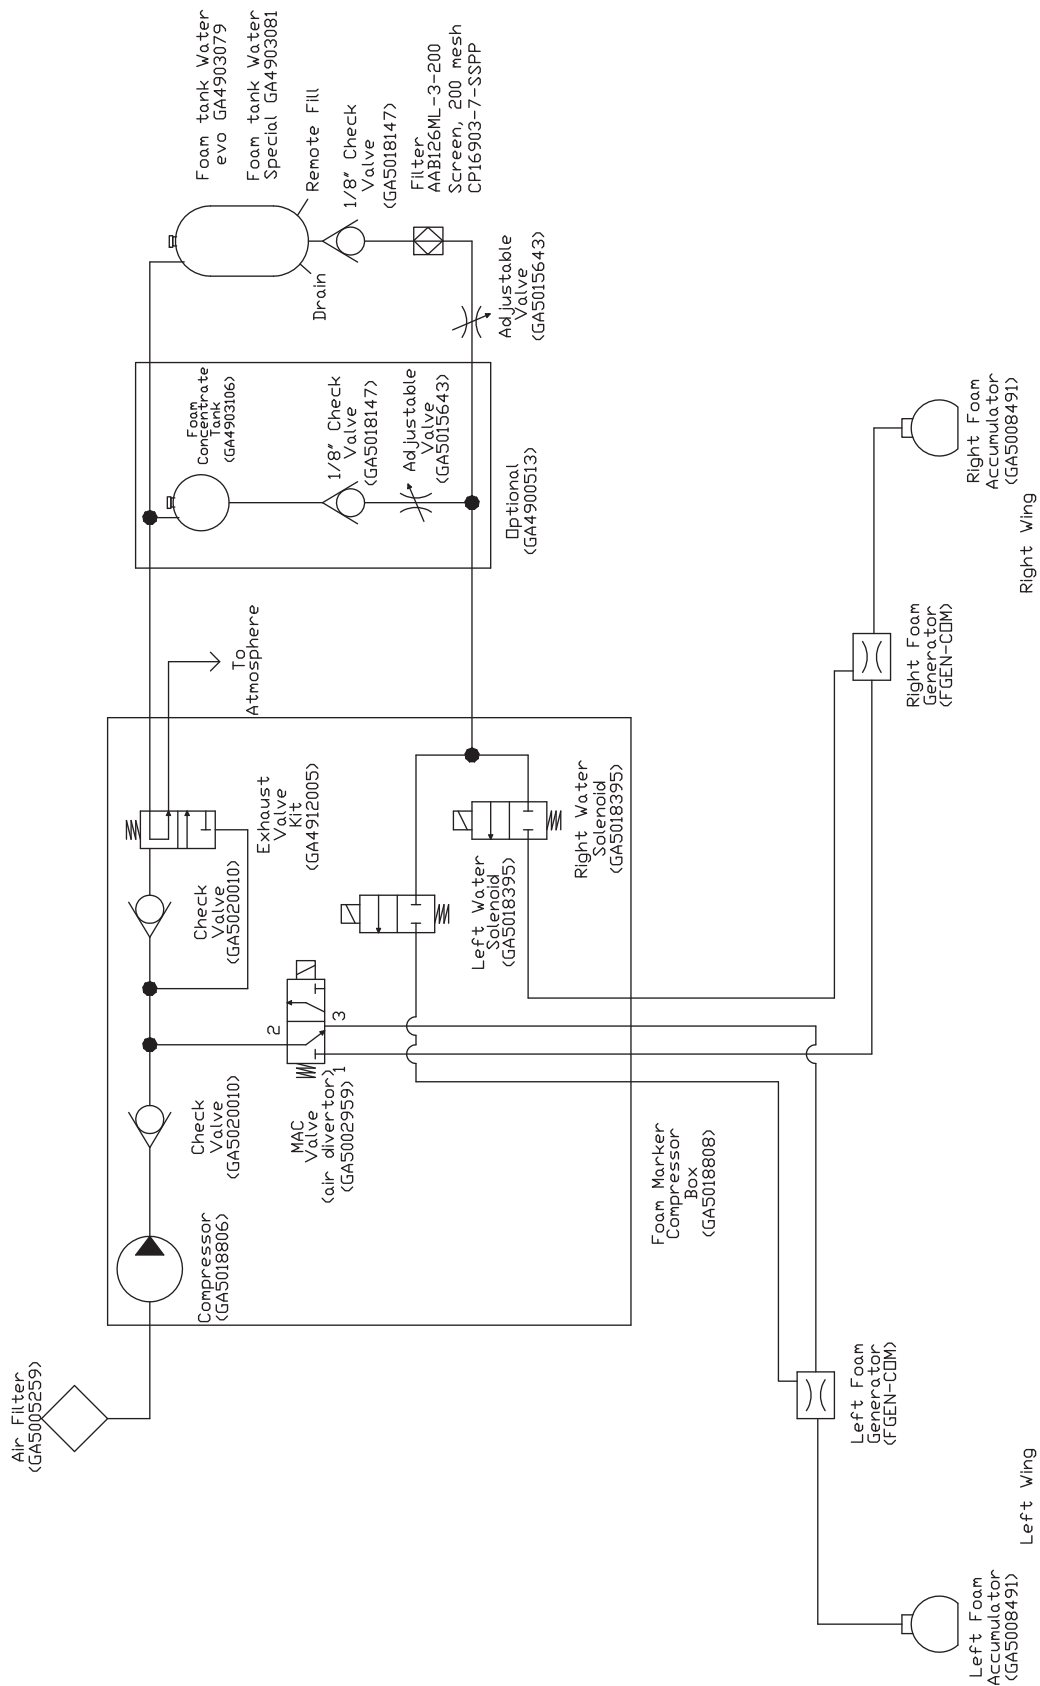 Air Filter
(GA5005259)
Compressor
(GA5018806)
Check
Valve
(GA5020010)
Check
Valve
(GA5020010)
MAC
Valve
(air divertor)
(GA5002959)
1
2
3
Exhaust
Valve
Kit
(GA4912005)
To
Atmosphere
Left Water
Solenoid
(GA5018395)
Right Water
Solenoid
(GA5018395)
Foam Marker
Compressor
Box
(GA5018808)
Foam
Concentrate
Tank
(GA4903106)
1/8″ Check
Valve
(GA5018147)
Adjustable
Valve
(GA5015643)
Optional
(GA4900513)
Foam tank Water
evo GA4903079
Foam tank Water
Special GA4903081
Remote Fill
Drain
1/8″ Check
Valve
(GA5018147)
Filter
AAB126ML-3-200
Screen, 200 mesh
CP16903-7-SSPP
Adjustable
Valve
(GA5015643)
Left Foam
Generator
(FGEN-COM)
Right Foam
Generator
(FGEN-COM)
Left Foam
Accumulator
(GA5008491)
Left Wing
Right Foam
Accumulator
(GA5008491)
Right Wing